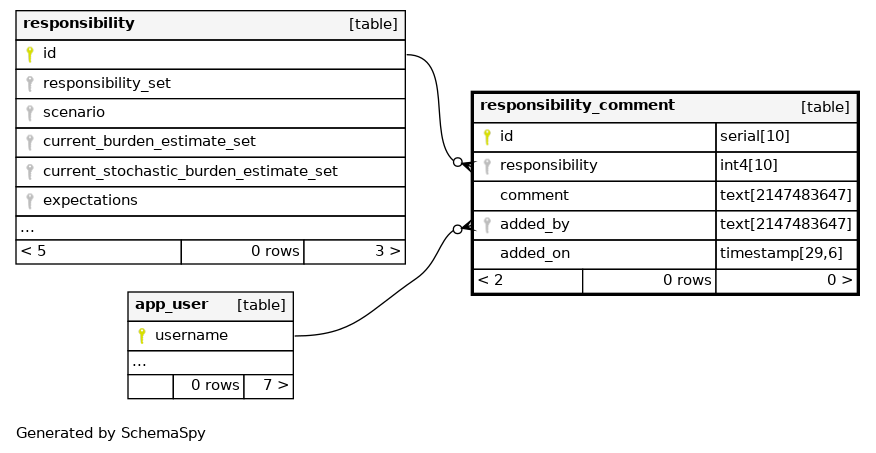 responsibility [table]
id
responsibility_set
scenario
current_burden_estimate_set
current_stochastic_burden_estimate_set
expectations
...
< 5 0 rows 3 >
responsibility_comment [table]
id serial[10]
responsibility int4[10]
comment text[2147483647]
added_by text[2147483647]
added_on timestamp[29,6]
< 2 0 rows 0 >
app_user [table]
username
...
0 rows 7 >
Generated by SchemaSpy